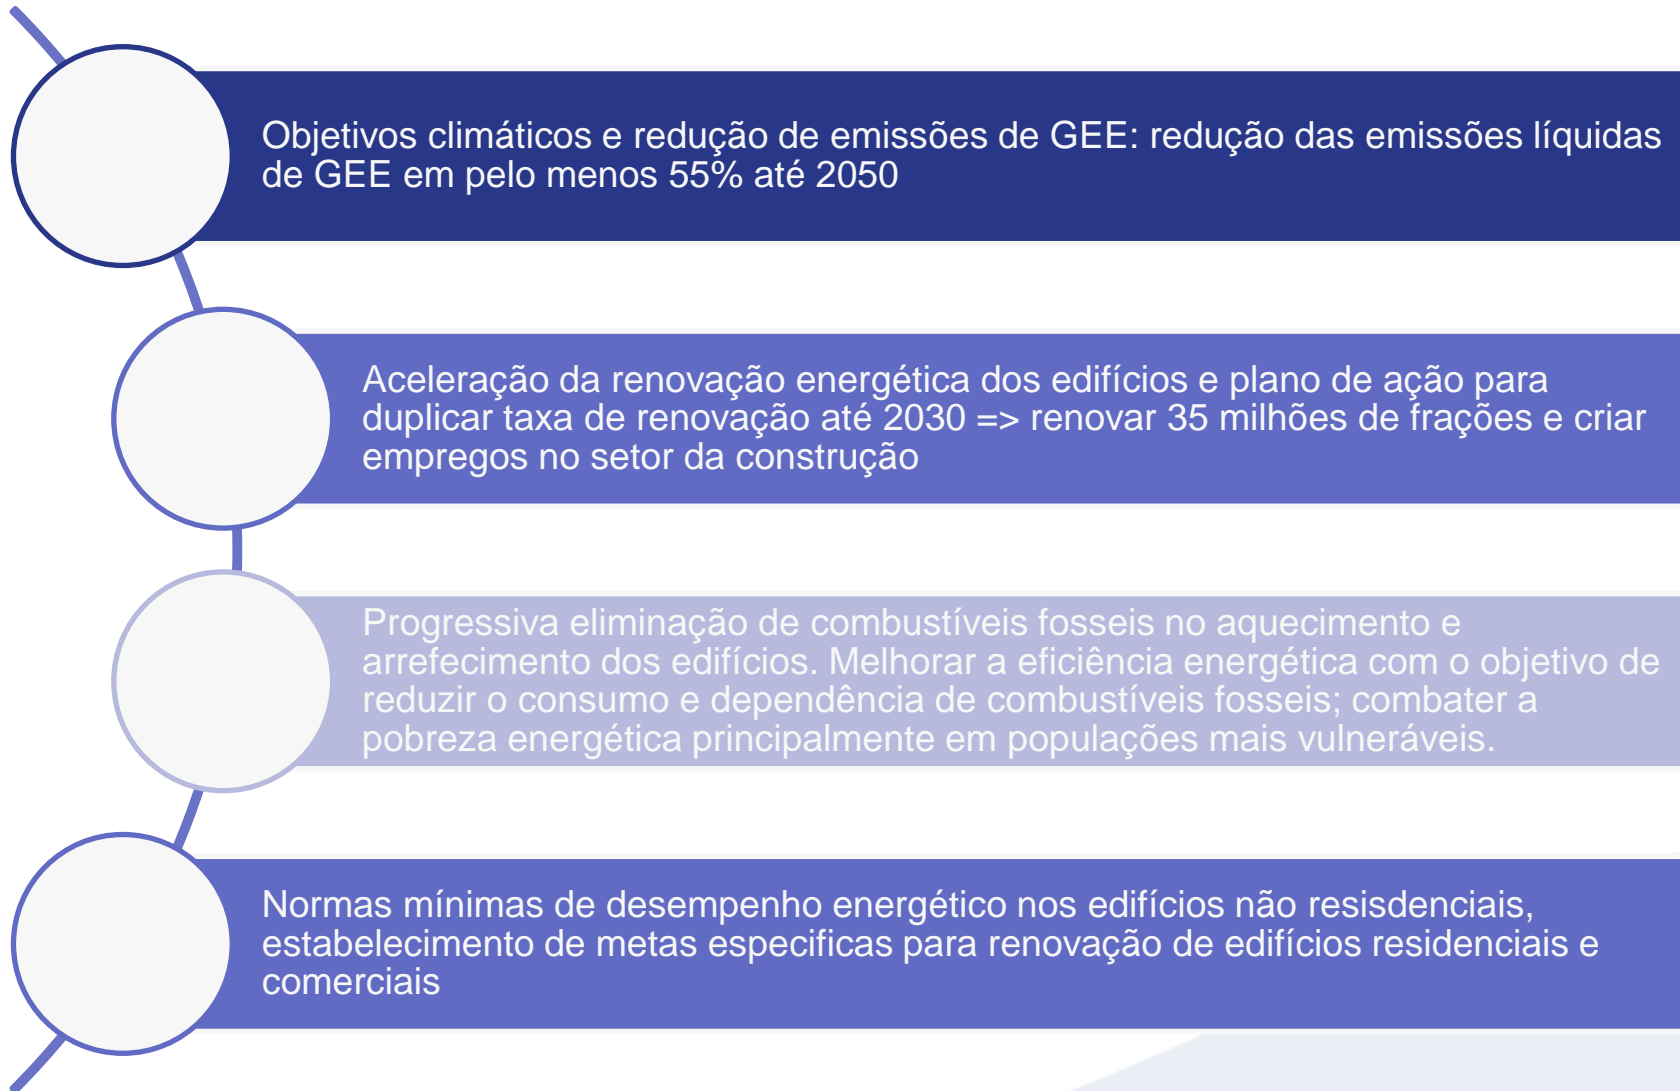 Objetivos climáticos e redução de emissões de GEE: redução das emissões líquidas
de GEE em pelo menos 55% até 2050
Aceleração da renovação energética dos edifícios e plano de ação para
duplicar taxa de renovação até 2030 => renovar 35 milhões de frações e criar
empregos no setor da construção
Progressiva eliminação de combustíveis fosseis no aquecimento e
arrefecimento dos edifícios. Melhorar a eficiência energética com o objetivo de
reduzir o consumo e dependência de combustíveis fosseis; combater a
pobreza energética principalmente em populações mais vulneráveis.
Normas mínimas de desempenho energético nos edifícios não resisdenciais,
estabelecimento de metas especificas para renovação de edifícios residenciais e
comerciais